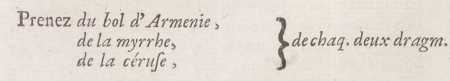 Prenez du bol d'Armenie,
de la myrrhe, } de chaq. deux dragm.
de la céruſe,